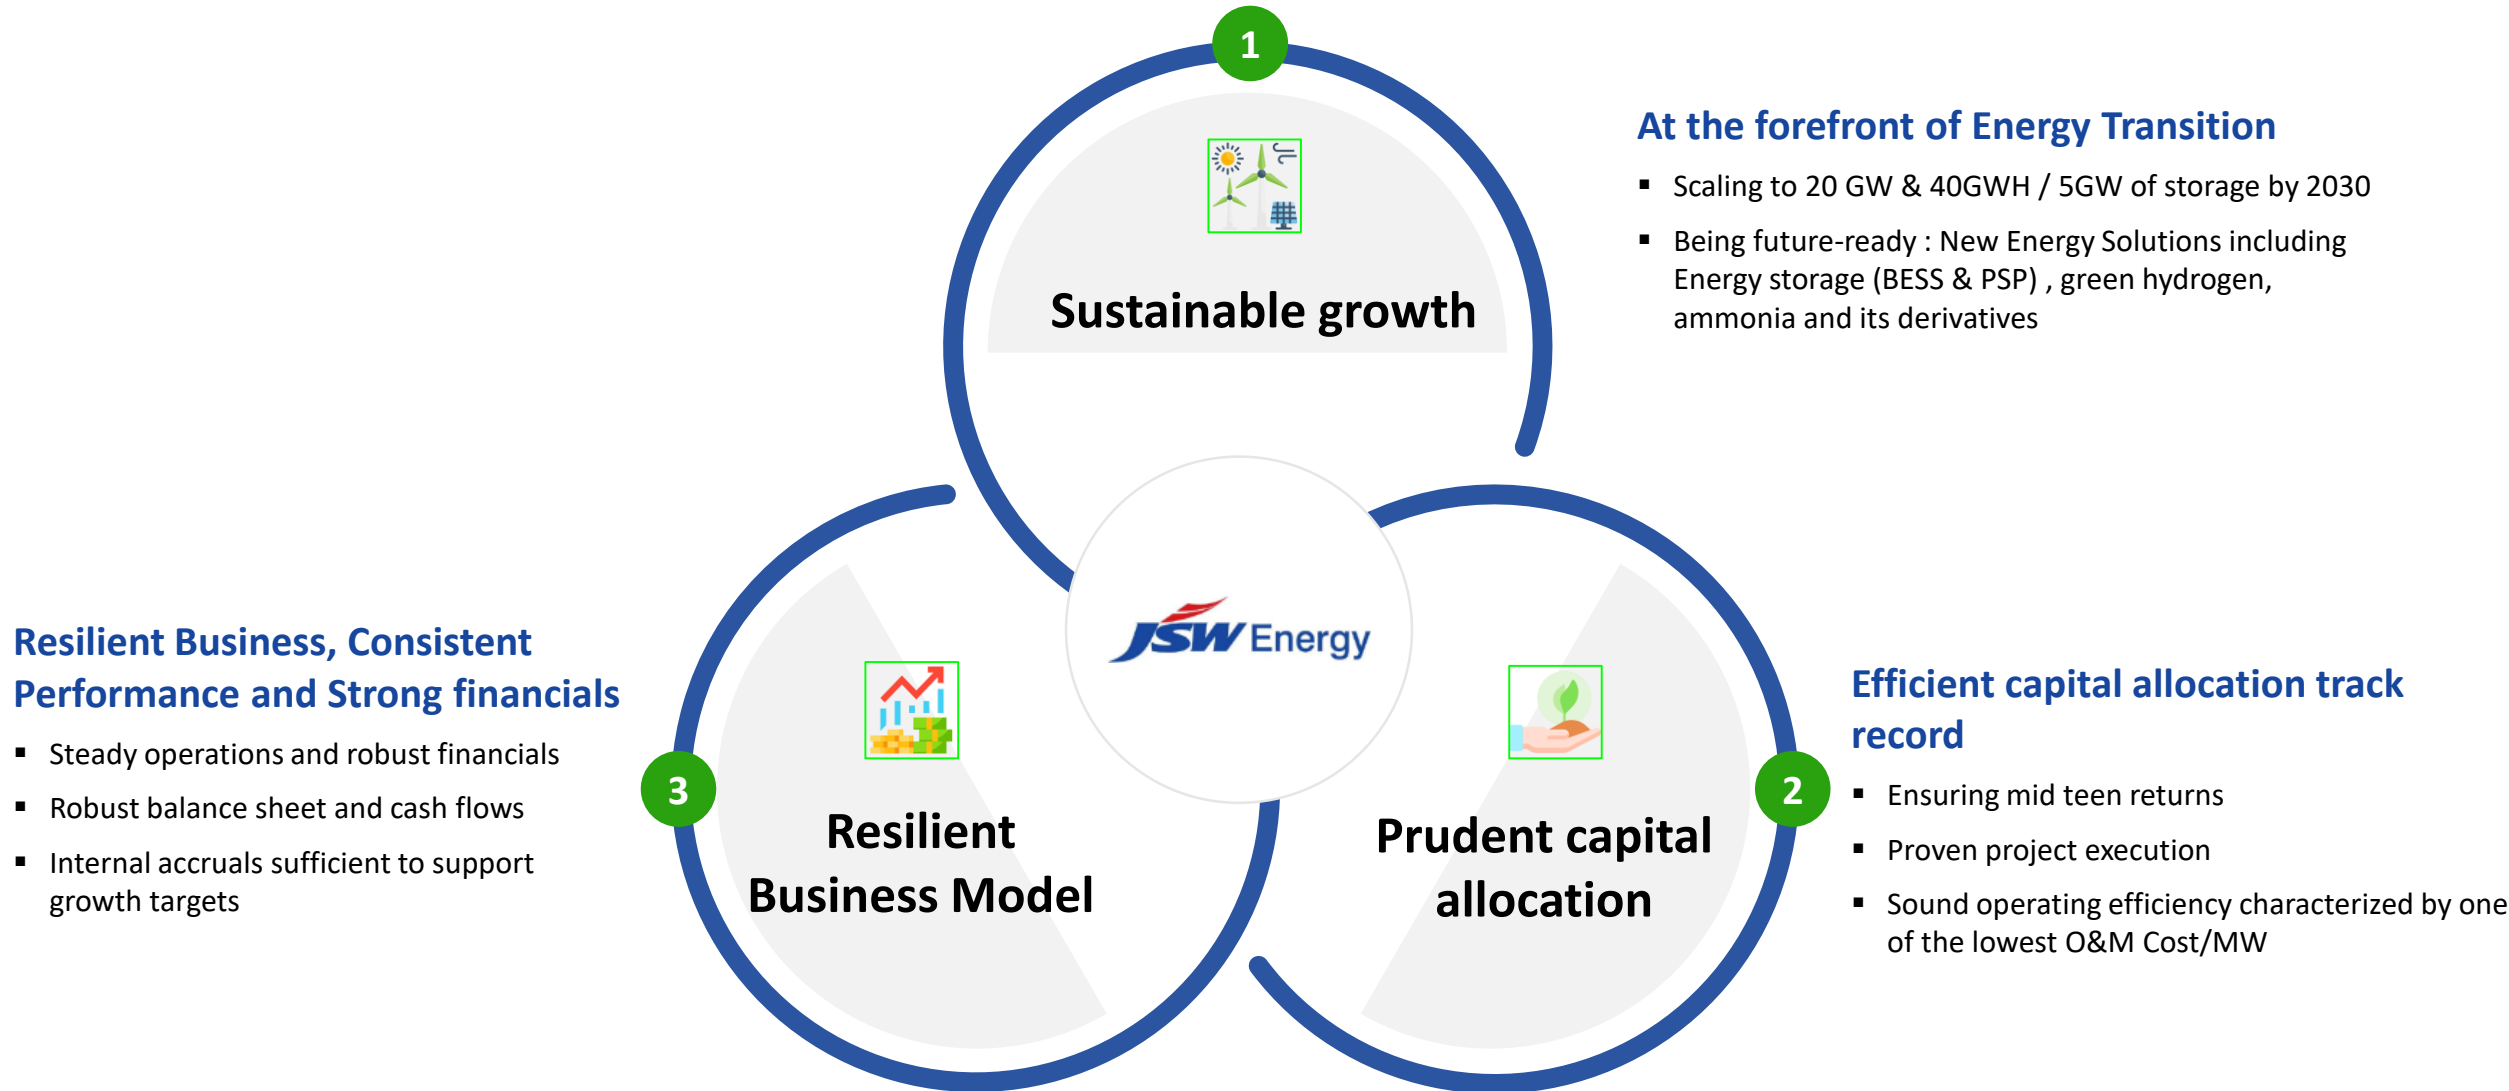 1
Sustainable growth
At the forefront of Energy Transition
▪ Scaling to 20 GW & 40GWH / 5GW of storage by 2030
▪ Being future-ready : New Energy Solutions including
Energy storage (BESS & PSP) , green hydrogen,
ammonia and its derivatives
JSW Energy
2
Prudent capital
allocation
Efficient capital allocation track
record
▪ Ensuring mid teen returns
▪ Proven project execution
▪ Sound operating efficiency characterized by one
of the lowest O&M Cost/MW
3
Resilient
Business Model
Resilient Business, Consistent
Performance and Strong financials
▪ Steady operations and robust financials
▪ Robust balance sheet and cash flows
▪ Internal accruals sufficient to support
growth targets